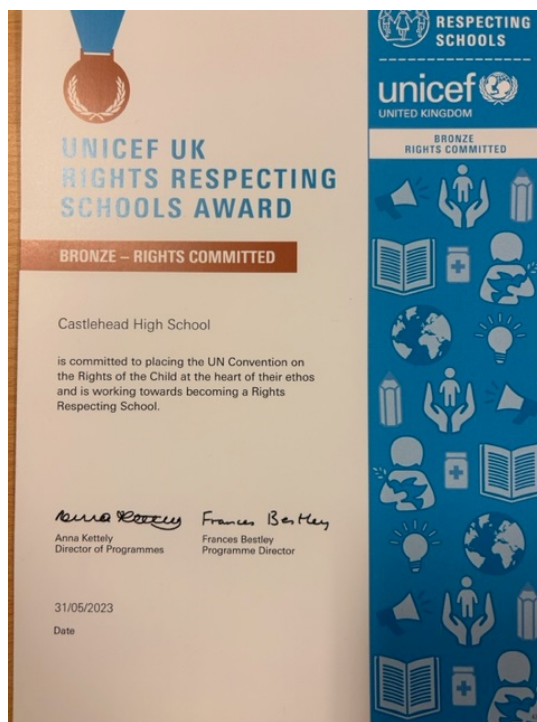 UNICEF UK
RIGHTS RESPECTING
SCHOOLS AWARD
BRONZE – RIGHTS COMMITTED
Castlehead High School
is committed to placing the UN Convention on
the Rights of the Child at the heart of their ethos
and is working towards becoming a Rights
Respecting School.
Anna Kettely
Frances Bestley
Anna Kettely
Director of Programmes
Frances Bestley
Programme Director
31/05/2023
Date
RESPECTING
SCHOOLS
unicef
UNITED KINGDOM
BRONZE
RIGHTS COMMITTED